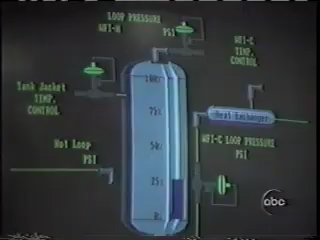 LOOP PRESSURE
WFI-H PSI
WFI-C
TEMP.
CONTROL
Tank Jacket
TEMP.
CONTROL
100%
75%
50%
25%
0%
Heat Exchanger
Hot Loop
PSI
WFI-C LOOP PRESSURE
PSI
abc